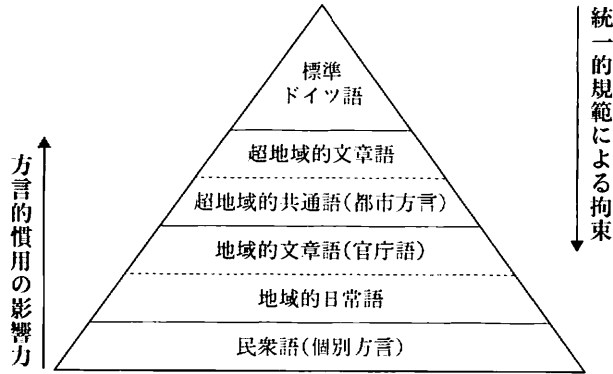 標準
ドイツ語
超地域的文章語
超地域的共通語(都市方言)
地域的文章語(官庁語)
地域的日常語
民衆語(個別方言)
統一的規範による拘束
方言的慣用の影響力